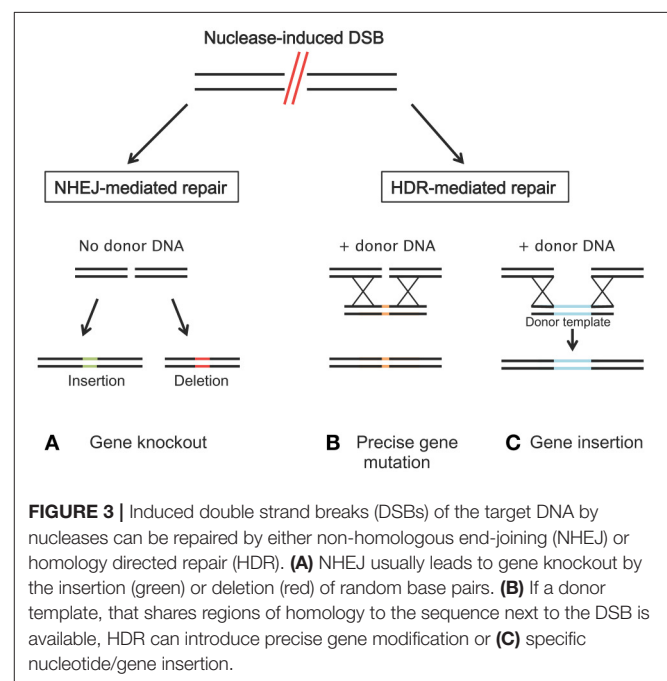 Nuclease-induced DSB
NHEJ-mediated repair
HDR-mediated repair
No donor DNA
+ donor DNA
+ donor DNA
Donor template
Insertion
Deletion
A Gene knockout
B Precise gene
mutation
C Gene insertion
FIGURE 3 | Induced double strand breaks (DSBs) of the target DNA by
nucleases can be repaired by either non-homologous end-joining (NHEJ) or
homology directed repair (HDR). (A) NHEJ usually leads to gene knockout by
the insertion (green) or deletion (red) of random base pairs. (B) If a donor
template, that shares regions of homology to the sequence next to the DSB is
available, HDR can introduce precise gene modification or (C) specific
nucleotide/gene insertion.